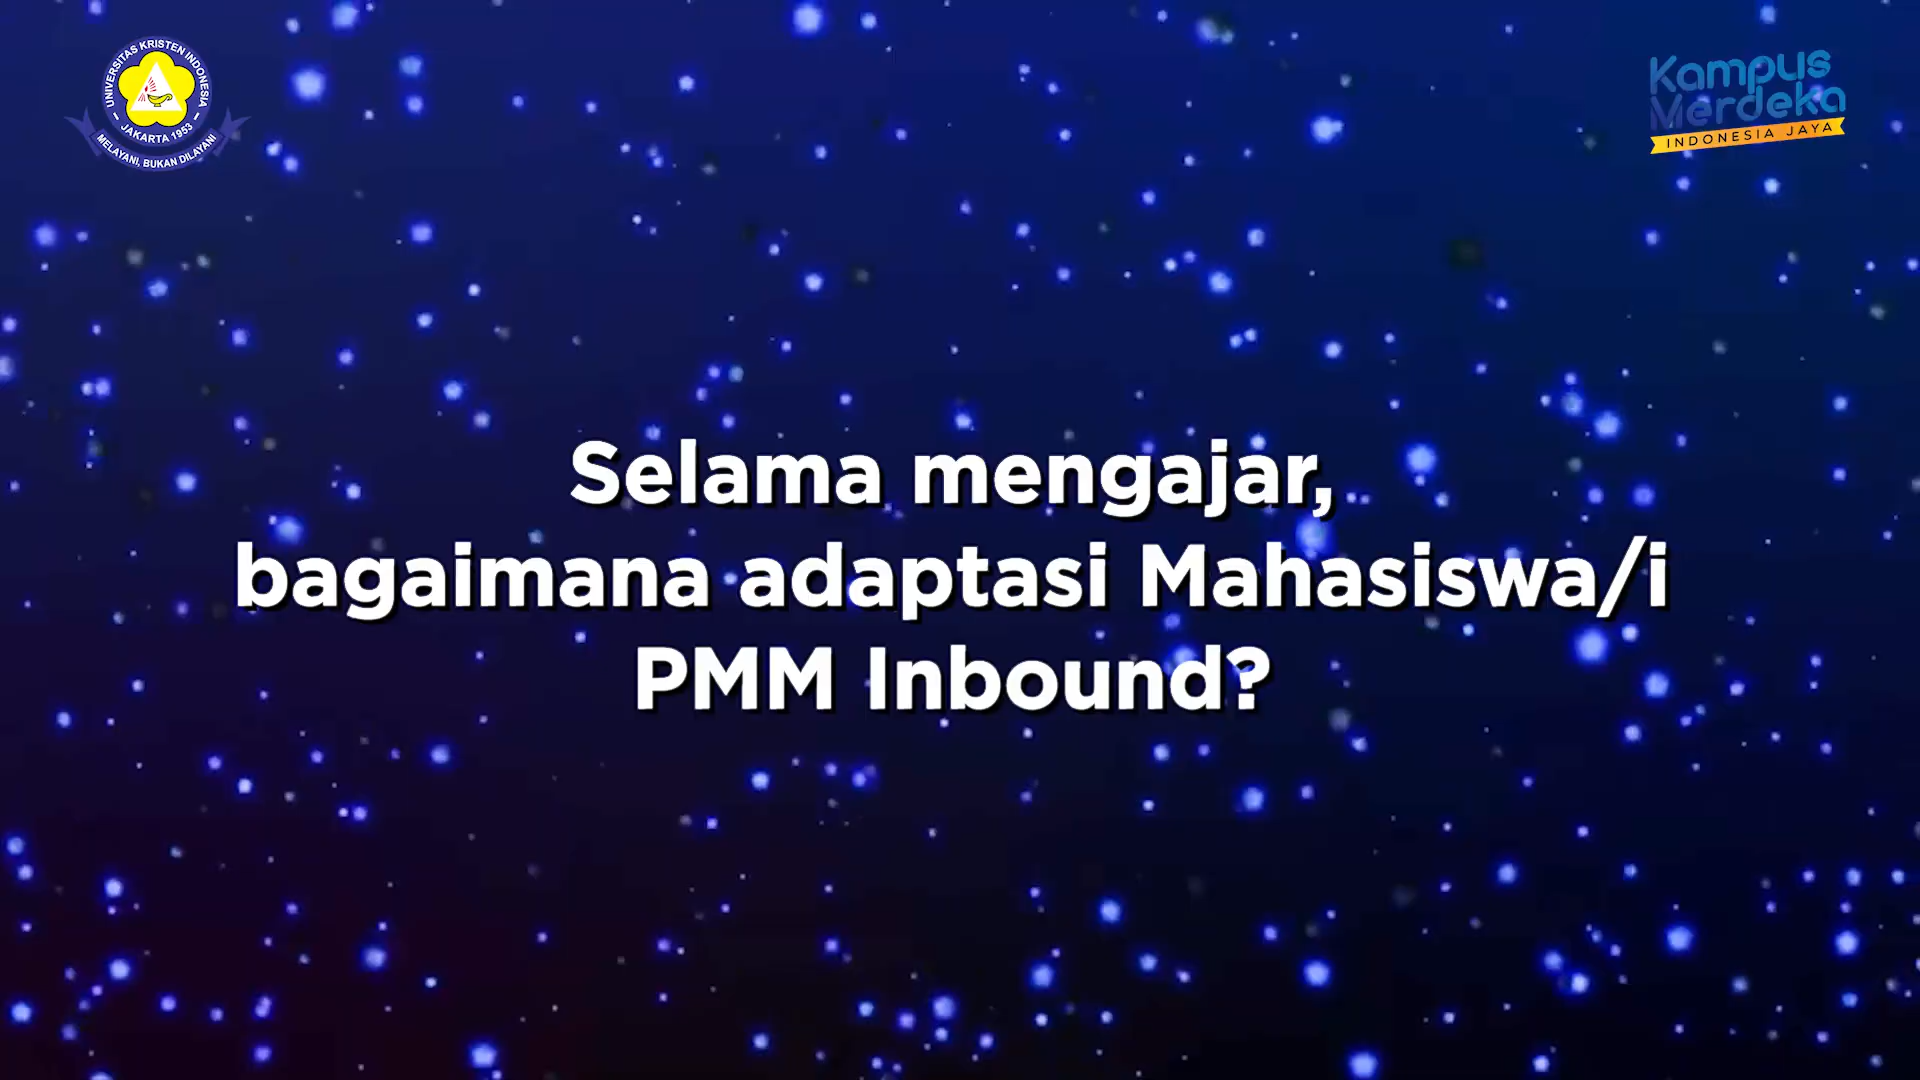 UNIVERSITAS KRISTEN INDONESIA
JAKARTA 1953
MELAYANI, BUKAN DILAYANI
Kampus
Merdeka
INDONESIA JAYA
Selama mengajar,
bagaimana adaptasi Mahasiswa/i
PMM Inbound?